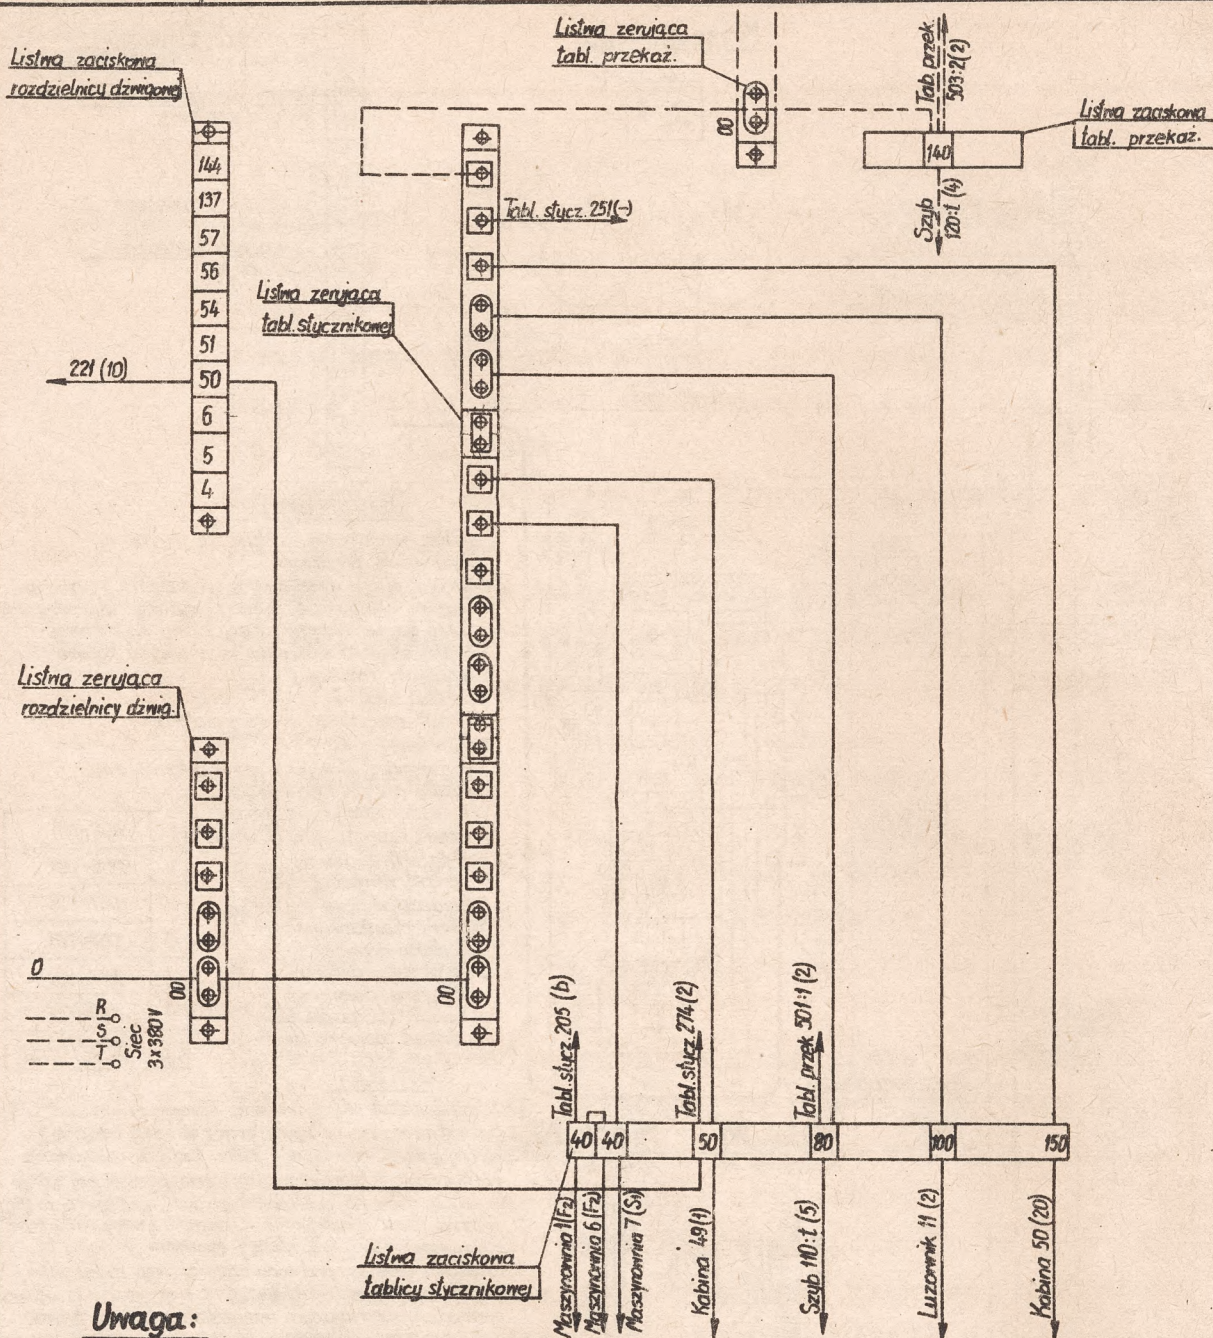 Listwa zerująca
tabl. przekaź.
Tab. przek.
503:2(2)
Listwa zaciskowa
rozdzielnicy dźwigowej
Listwa zaciskowa
tabl. przekaź.
00
140
144
137
57
56
54
51
50
6
5
4
Tabl. stycz. 251(-)
Szyb
120:1 (4)
Listwa zerująca
tabl. stycznikowej
221 (10)
Listwa zerująca
rozdzielnicy dźwig.
0
00
00
R
S
T
Siec
3x380V
Tabl. stycz. 205 (b)
Tabl. stycz. 274 (2)
Tabl. przek 501:1 (2)
40
40
50
80
100
150
Maszynownia 1(F2)
Maszynownia 6 (F2)
Maszynownia 7 (S1)
Kabina 49(1)
Szyb 110:1 (5)
Luzownik 11 (2)
Kabina 50 (20)
Listwa zaciskowa
tablicy stycznikowej
Uwaga: